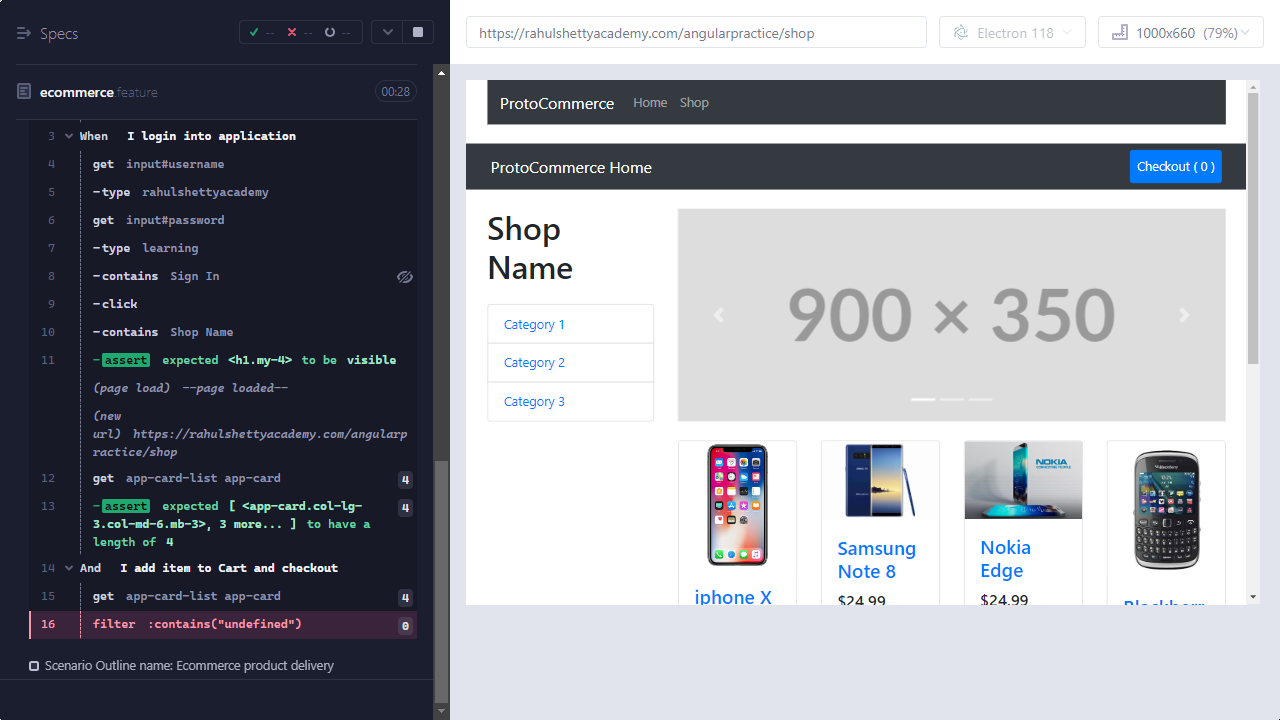 Specs
--
--
--
ecommerce.feature
00:28
3 When I login into application
4 get input#username
5 -type rahulshettyacademy
6 get input#password
7 -type learning
8 -contains Sign In
9 -click
10 -contains Shop Name
11 -assert expected <h1.my-4> to be visible
(page load) --page loaded--
(new
url) https://rahulshettyacademy.com/angularp
ractice/shop
12 get app-card-list app-card 4
13 -assert expected [ <app-card.col-lg-
3.col-md-6.mb-3>, 3 more... ] to have a
length of 4
4
14 And I add item to Cart and checkout
15 get app-card-list app-card 4
16 filter :contains("undefined") 0
Scenario Outline name: Ecommerce product delivery
https://rahulshettyacademy.com/angularpractice/shop
Electron 118
1000x660 (79%)
ProtoCommerce Home Shop
ProtoCommerce Home
Checkout ( 0 )
Shop
Name
Category 1
Category 2
Category 3
900 × 350
iphone X
Samsung
Note 8
$24.99
NOKIA
Nokia
Edge
$24.99